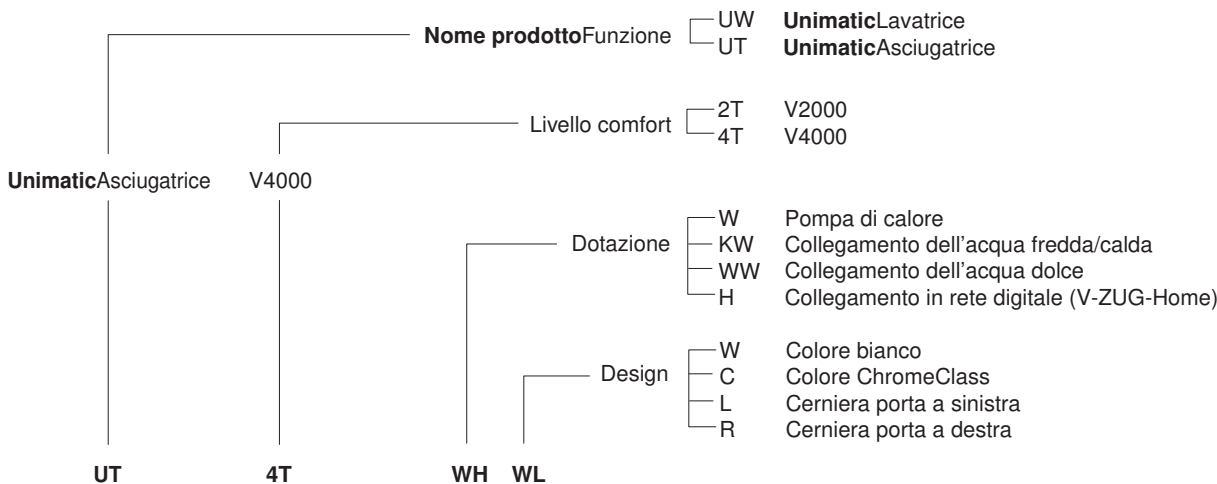 Nome prodottoFunzione
UW UnimaticLavatrice
UT UnimaticAsciugatrice
Livello comfort
2T V2000
4T V4000
UnimaticAsciugatrice V4000
Dotazione
W Pompa di calore
KW Collegamento dell'acqua fredda/calda
WW Collegamento dell'acqua dolce
H Collegamento in rete digitale (V-ZUG-Home)
Design
W Colore bianco
C Colore ChromeClass
L Cerniera porta a sinistra
R Cerniera porta a destra
UT 4T WH WL